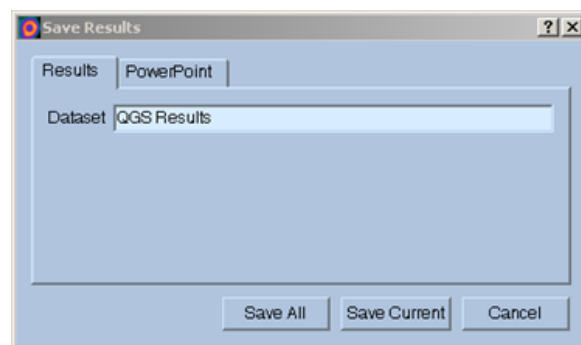 Save Results
Results PowerPoint
Dataset QGS Results
Save All Save Current Cancel